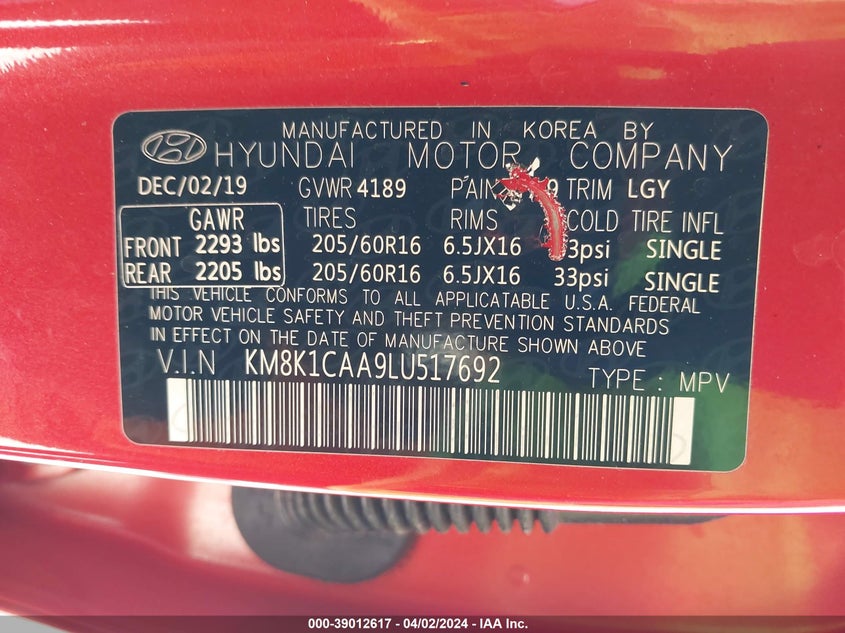 MANUFACTURED IN KOREA BY
HYUNDAI MOTOR COMPANY
DEC/02/19 GVWR 4189 TRIM LGY
GAWR TIRES RIMS COLD TIRE INFL
FRONT 2293 lbs 205/60R16 6.5JX16 SINGLE
REAR 2205 lbs 205/60R16 6.5JX16 33psi SINGLE
THIS VEHICLE CONFORMS TO ALL APPLICATABLE U.S.A. FEDERAL
MOTOR VEHICLE SAFETY AND THEFT PREVENTION STANDARDS
IN EFFECT ON THE DATE OF MANUFACTURE SHOWN ABOVE
V.I.N KM8K1CAA9LU517692 TYPE : MPV
000-39012617 - 04/02/2024 - IAA Inc.